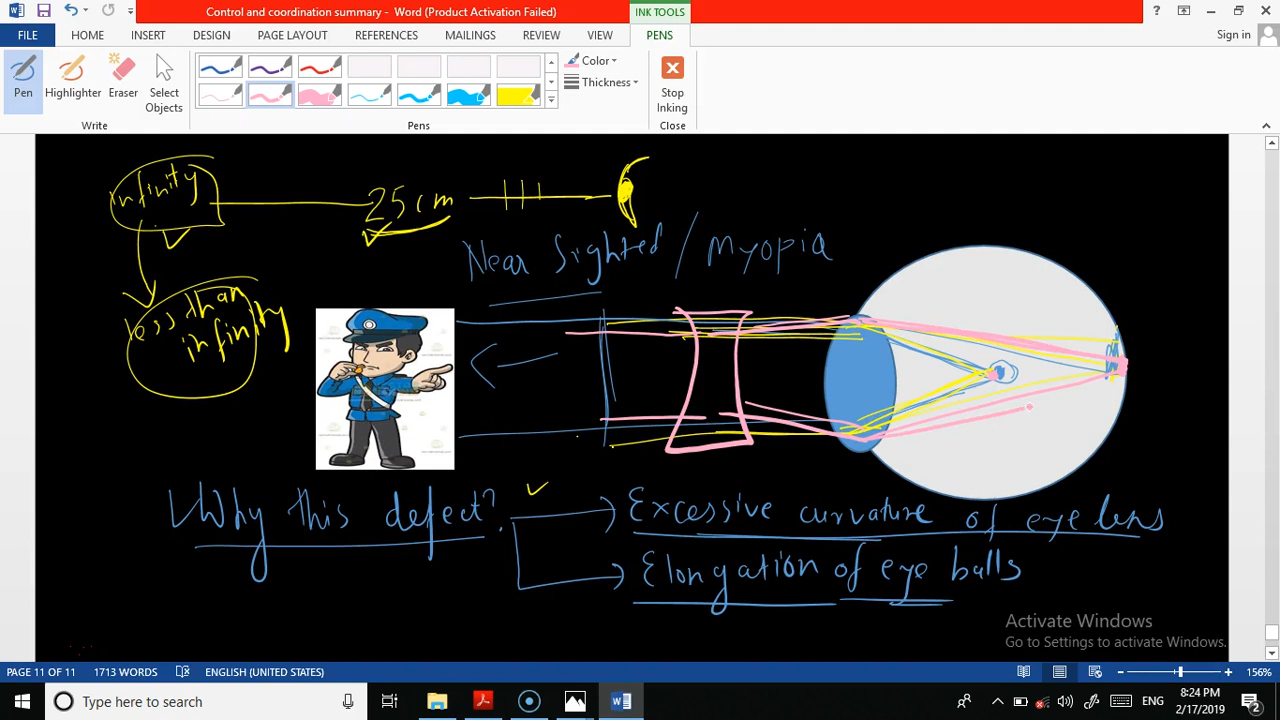 Control and coordination summary - Word (Product Activation Failed)
INK TOOLS
FILE HOME INSERT DESIGN PAGE LAYOUT REFERENCES MAILINGS REVIEW VIEW PENS
Sign in
Pen Highlighter Eraser Select Objects
Color
Thickness
Stop Inking
Write Pens Close
infinity 25 cm
Near Sighted / myopia
less than infinity
Why this defect? Excessive curvature of eye lens
Elongation of eye balls
Activate Windows
Go to Settings to activate Windows.
PAGE 11 OF 11 1713 WORDS ENGLISH (UNITED STATES) 156%
Type here to search
ENG
8:24 PM
2/17/2019
2